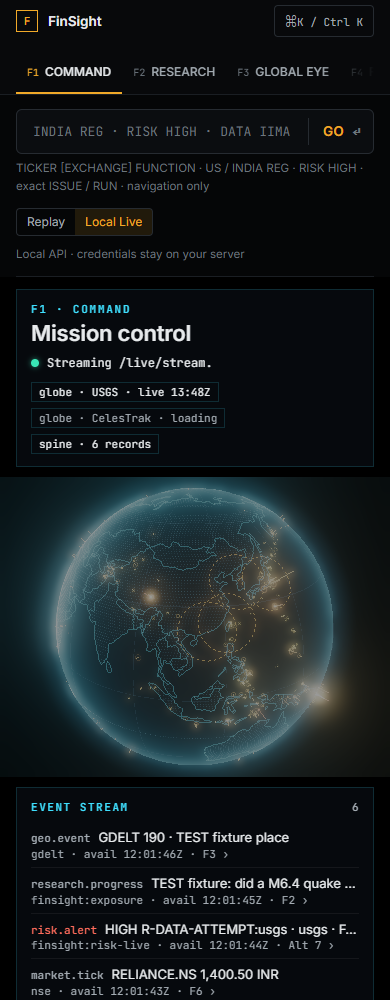 F FinSight ⌘K / Ctrl K
F1 COMMAND F2 RESEARCH F3 GLOBAL EYE F4
INDIA REG · RISK HIGH · DATA IIMA GO ⏎
TICKER [EXCHANGE] FUNCTION · US / INDIA REG · RISK HIGH ·
exact ISSUE / RUN · navigation only
Replay Local Live
Local API · credentials stay on your server
F1 · COMMAND
Mission control
Streaming /live/stream.
globe · USGS · live 13:48Z
globe · CelesTrak · loading
spine · 6 records
EVENT STREAM 6
geo.event GDELT 190 · TEST fixture place
gdelt · avail 12:01:46Z · F3 ›
research.progress TEST fixture: did a M6.4 quake ...
finsight:exposure · avail 12:01:45Z · F2 ›
risk.alert HIGH R-DATA-ATTEMPT:usgs · usgs · F...
finsight:risk-live · avail 12:01:44Z · Alt 7 ›
market.tick RELIANCE.NS 1,400.50 INR
nse · avail 12:01:43Z · F6 ›